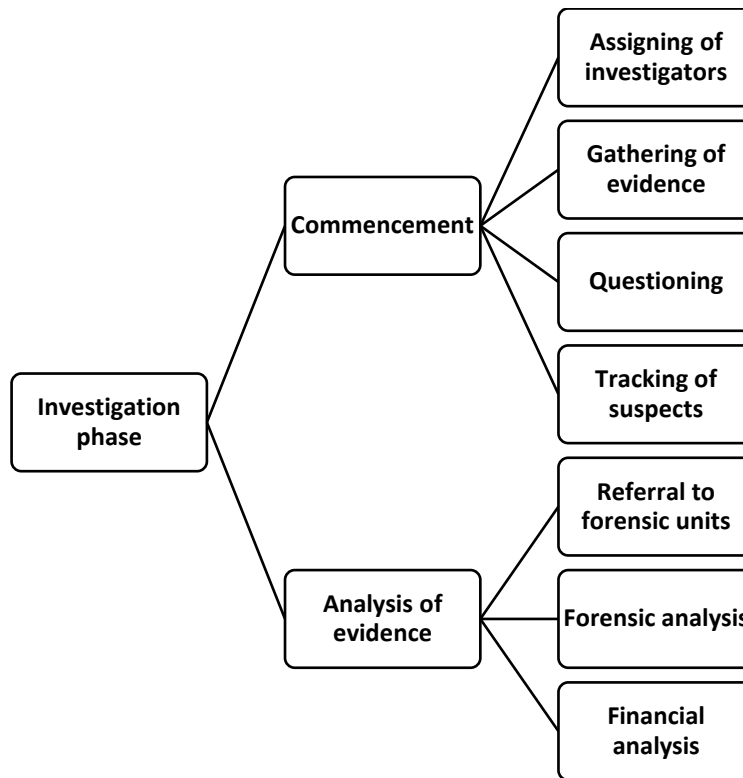 Investigation
phase
Commencement
Assigning of
investigators
Gathering of
evidence
Questioning
Tracking of
suspects
Analysis of
evidence
Referral to
forensic units
Forensic analysis
Financial
analysis